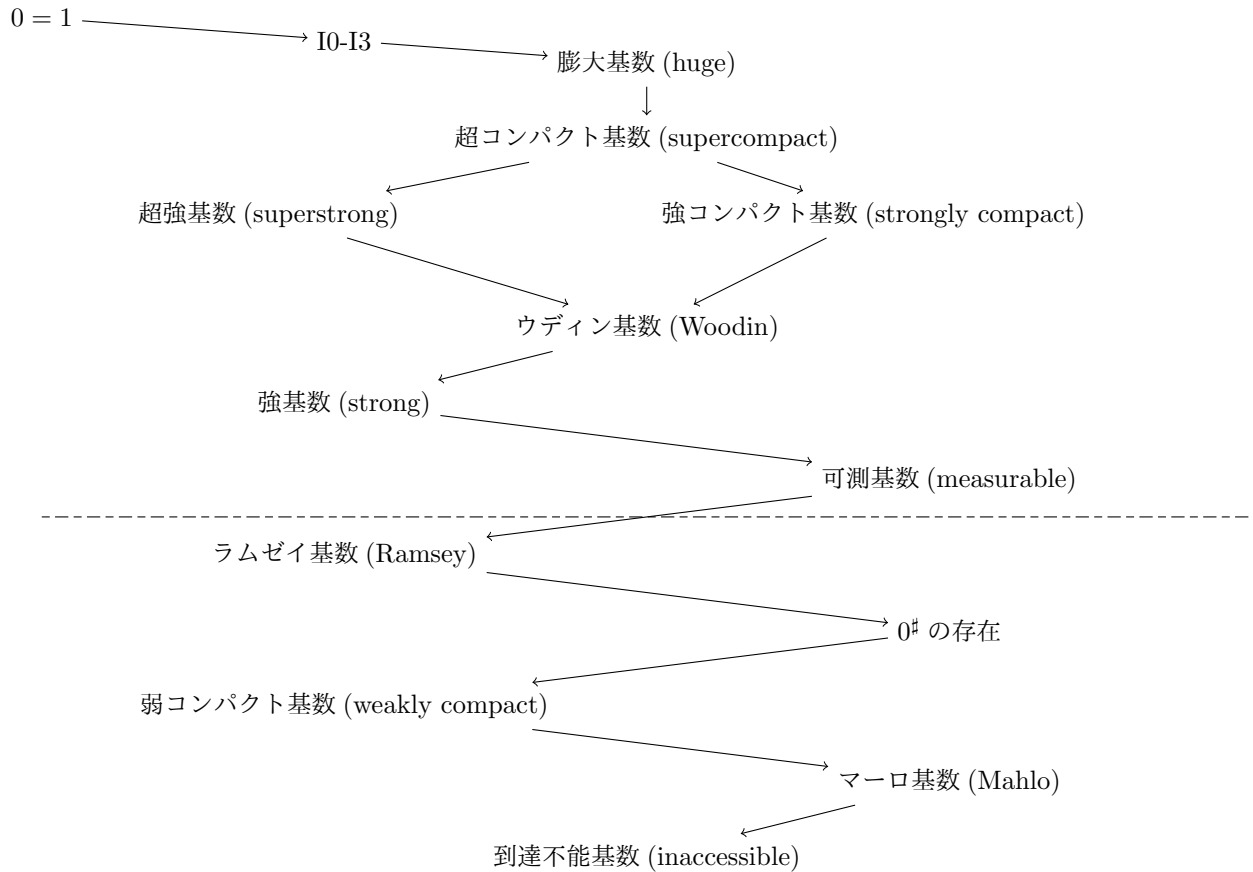 0 = 1
I0-I3
膨大基数 (huge)
超コンパクト基数 (supercompact)
超強基数 (superstrong)
強コンパクト基数 (strongly compact)
ウディン基数 (Woodin)
強基数 (strong)
可測基数 (measurable)
ラムゼイ基数 (Ramsey)
0♯ の存在
弱コンパクト基数 (weakly compact)
マーロ基数 (Mahlo)
到達不能基数 (inaccessible)